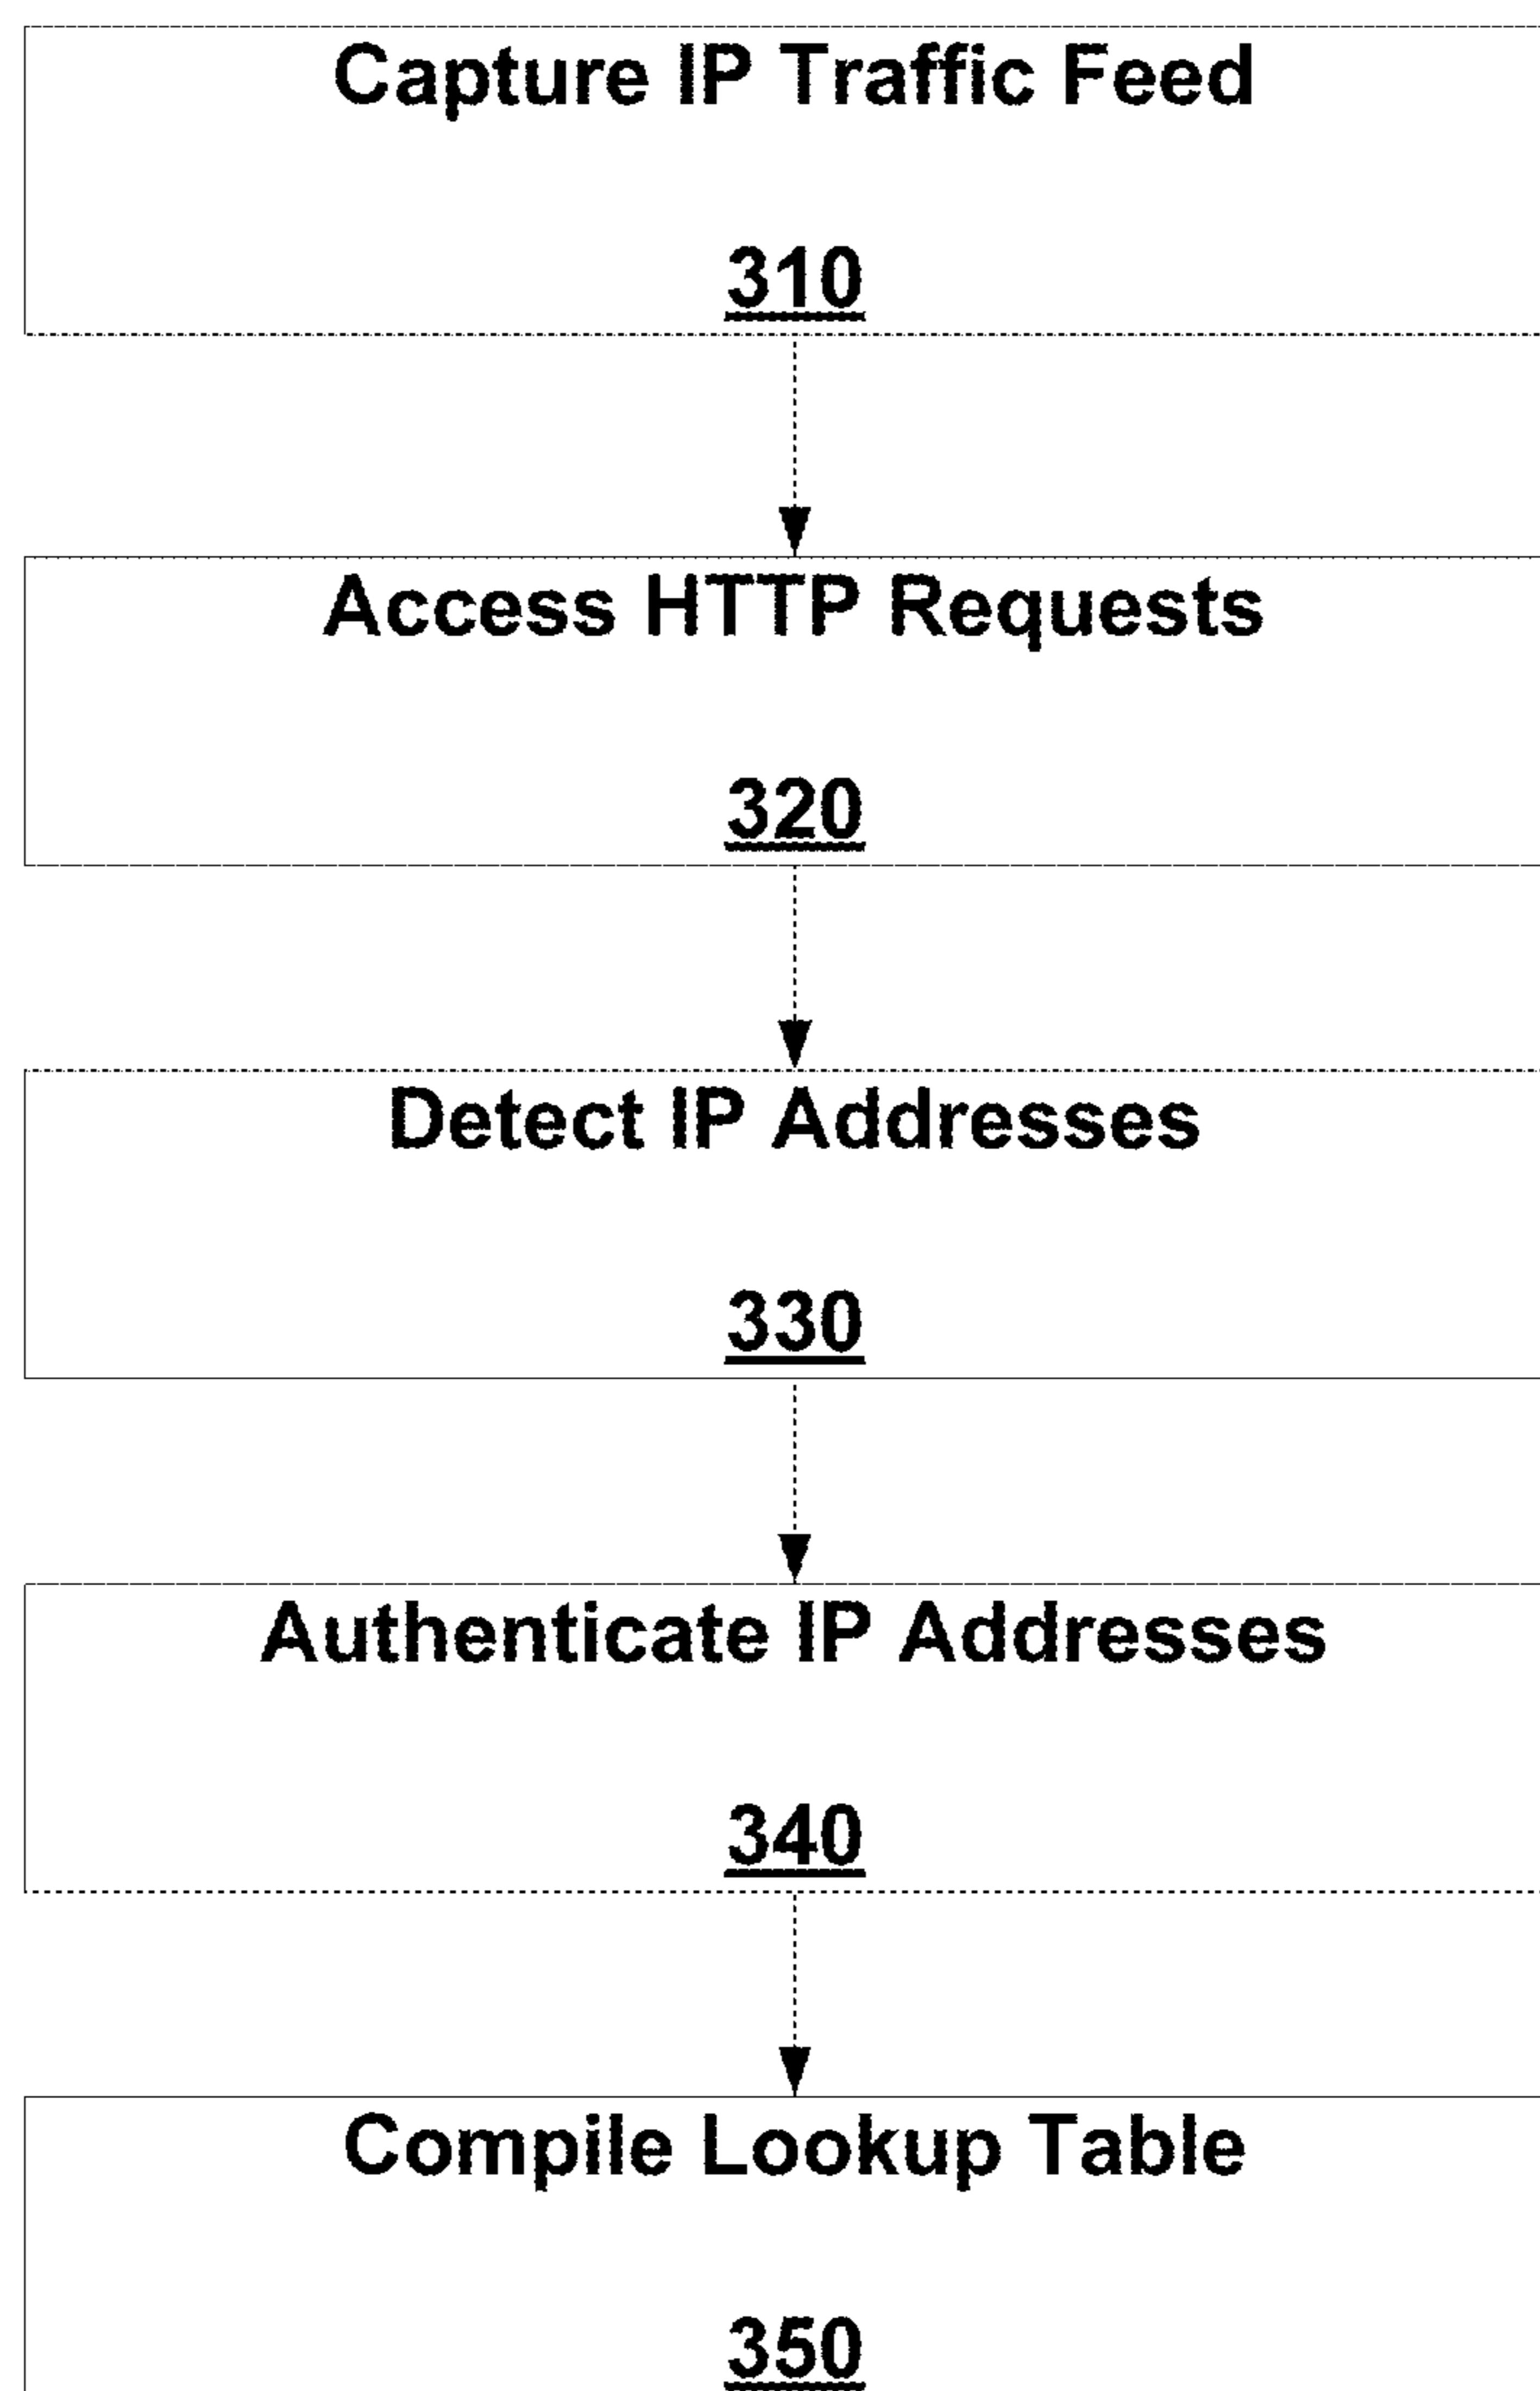 Capture IP Traffic Feed
310
Access HTTP Requests
320
Detect IP Addresses
330
Authenticate IP Addresses
340
Compile Lookup Table
350